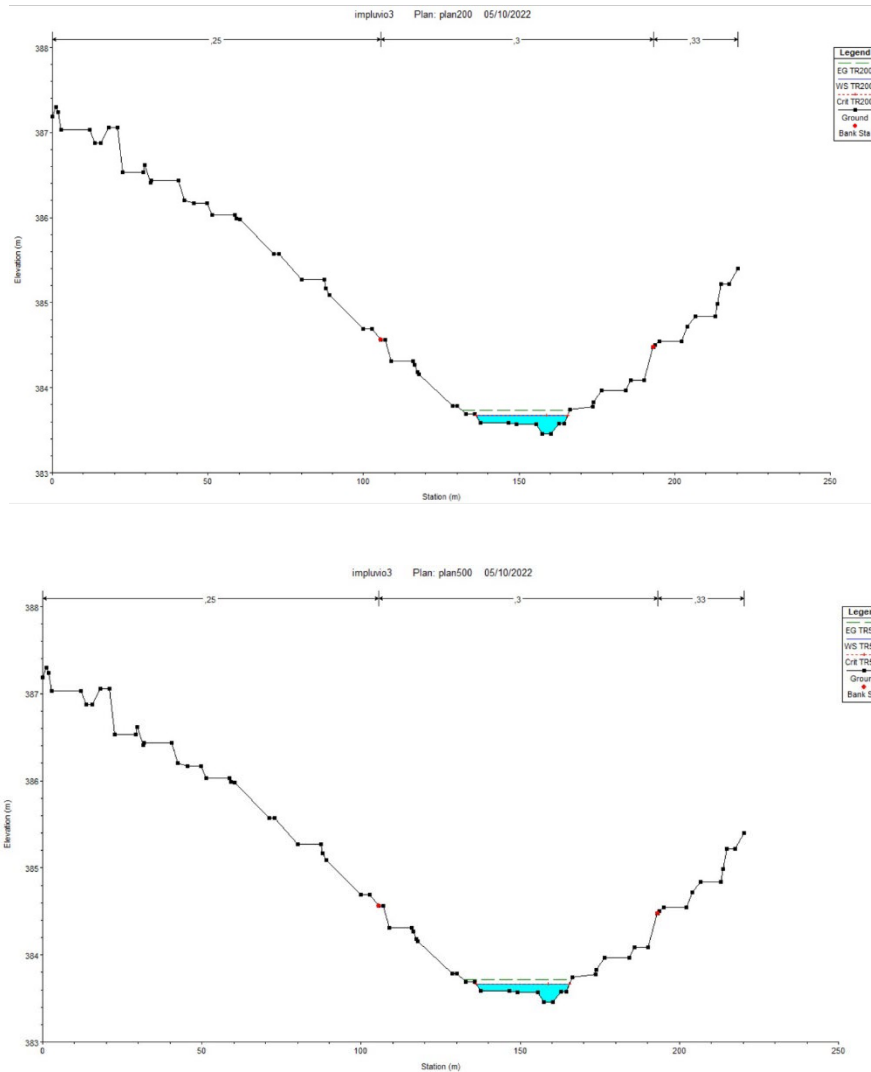 impluvio3 Plan: plan200 05/10/2022
,25 ,3 ,33
Legend
EG TR200
WS TR200
Crit TR200
Ground
Bank Sta
388
387
386
385
384
383
Elevation (m)
0 50 100 150 200 250
Station (m)
impluvio3 Plan: plan500 05/10/2022
,25 ,3 ,33
Lege
EG TR5
WS TR5
Crit TR5
Groun
Bank S
388
387
386
385
384
383
Elevation (m)
0 50 100 150 200 250
Station (m)